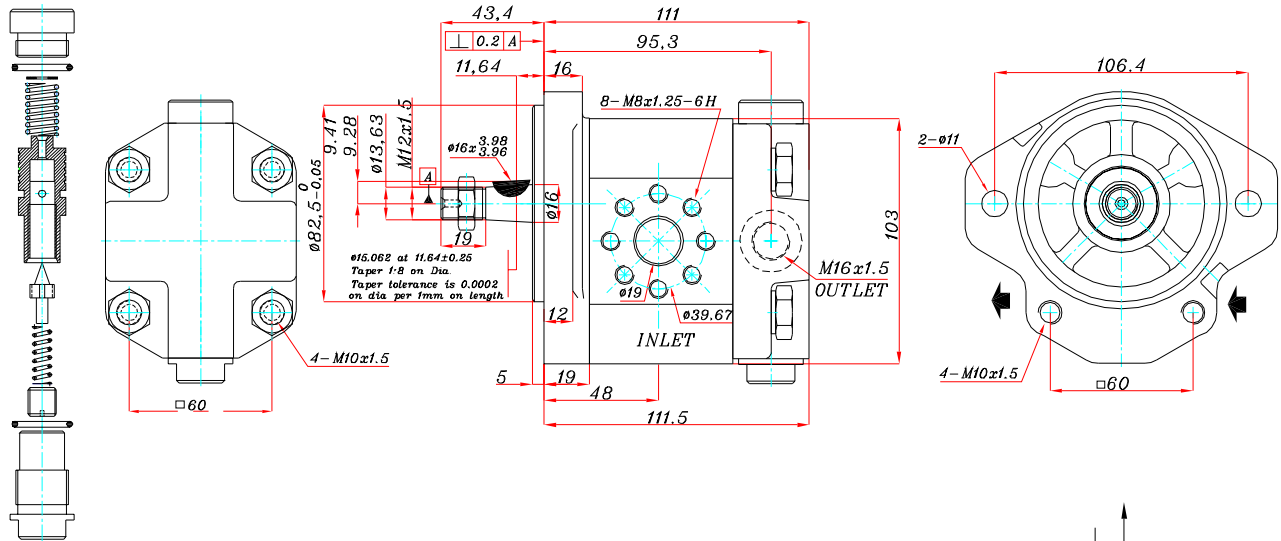 43,4
111
⊥ 0.2 A
95,3
11,64
16
106.4
8-M8x1.25-6H
2-ø11
9.41
9.28
ø13,63
M12x1.5
ø16x 3.98
3.96
A
ø82,5 0
-0,05
ø16
103
19
ø15.062 at 11.64±0.25
Taper 1:8 on Dia.
Taper tolerance is 0.0002
on dia per 1mm on length
M16x1.5
OUTLET
ø19
ø39.67
12
INLET
4-M10x1.5
4-M10x1.5
5
19
□60
□60
48
111.5